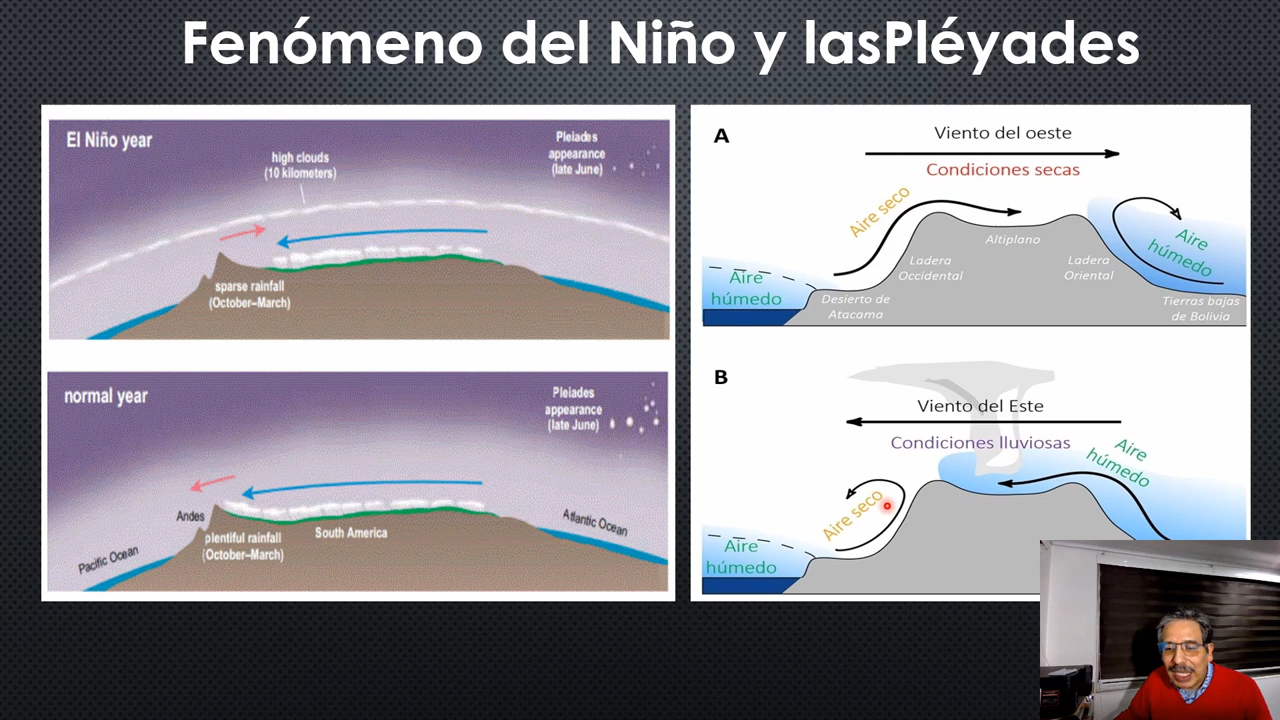 Fenómeno del Niño y lasPléyades
El Niño year
high clouds
(10 kilometers)
Pleiades
appearance
(late June)
sparse rainfall
(October–March)
normal year
Pleiades
appearance
(late June)
Andes
plentiful rainfall
(October–March)
South America
Pacific Ocean
Atlantic Ocean
A
Viento del oeste
Condiciones secas
Aire seco
Aire
húmedo
Altiplano
Ladera
Occidental
Ladera
Oriental
Aire
húmedo
Desierto de
Atacama
Tierras bajas
de Bolivia
B
Viento del Este
Condiciones lluviosas
Aire
húmedo
Aire seco
Aire
húmedo